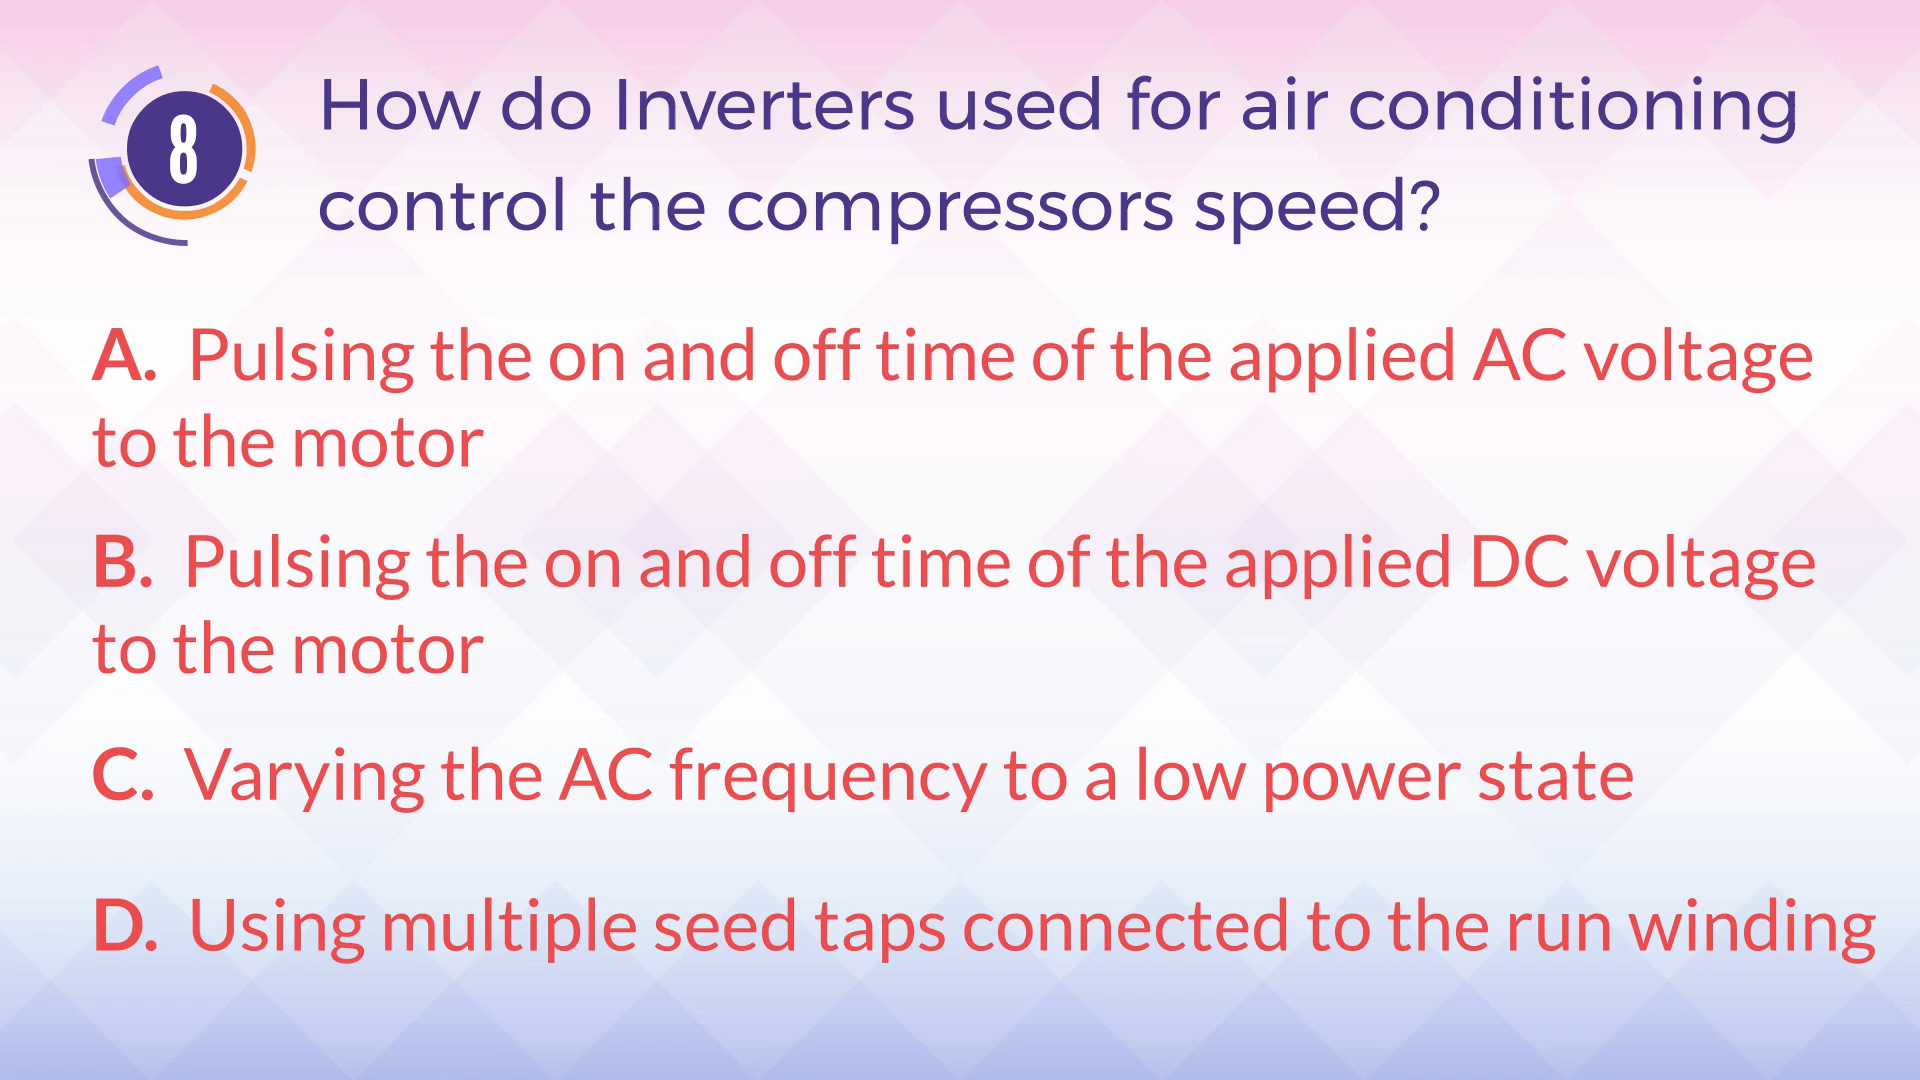 8
How do Inverters used for air conditioning
control the compressors speed?
A. Pulsing the on and off time of the applied AC voltage
to the motor
B. Pulsing the on and off time of the applied DC voltage
to the motor
C. Varying the AC frequency to a low power state
D. Using multiple seed taps connected to the run winding